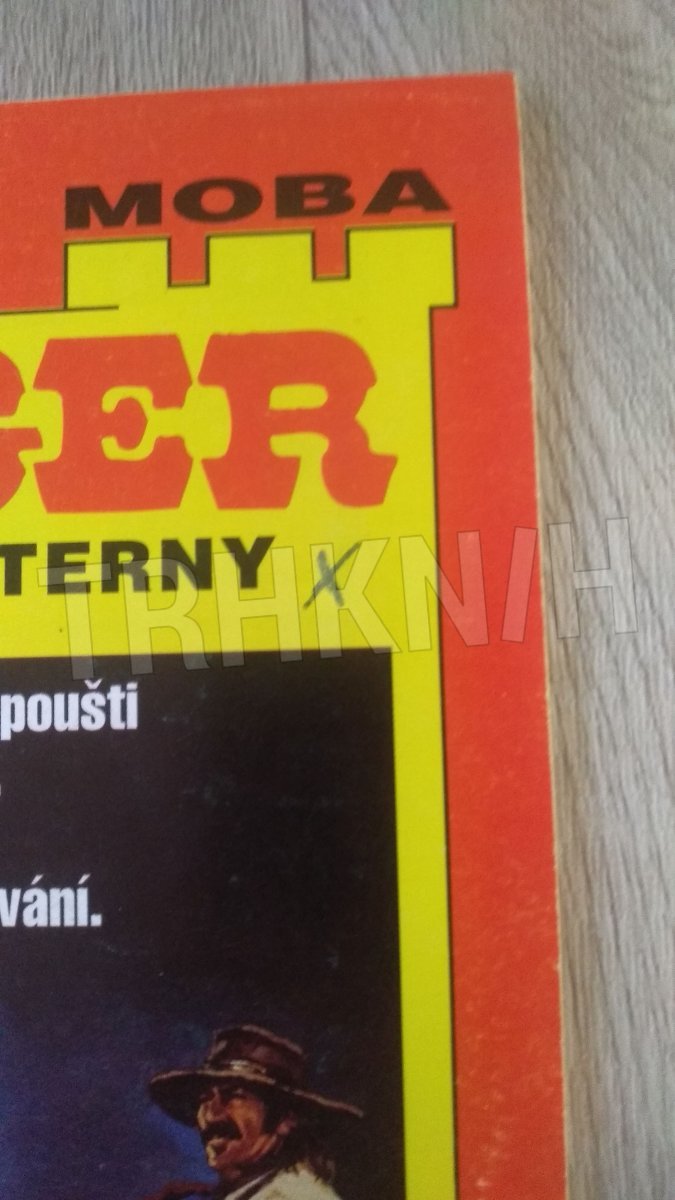 MOBA
GER
TERNY x
TRHKNIH
poušti
vání.